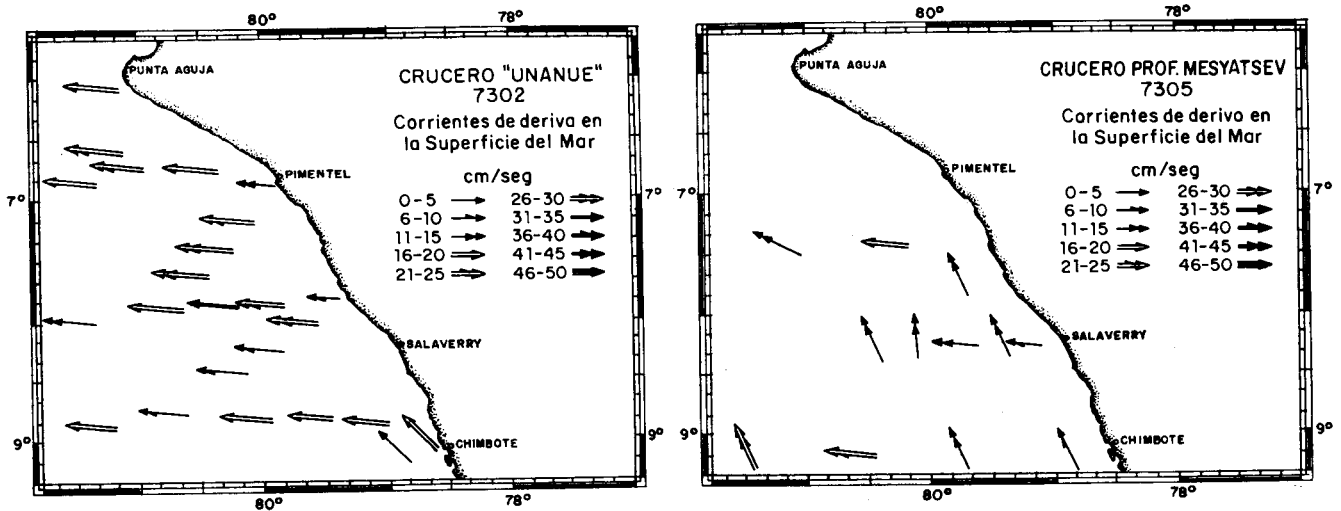 80° 78°
PUNTA AGUJA
CRUCERO "UNANUE"
7302
Corrientes de deriva en
la Superficie del Mar
PIMENTEL
cm/seg
7° 7°
0-5 26-30
6-10 31-35
11-15 36-40
16-20 41-45
21-25 46-50
SALAVERRY
CHIMBOTE
9° 9°
80° 78°
80° 78°
PUNTA AGUJA
CRUCERO PROF. MESYATSEV
7305
Corrientes de derivo en
la Superficie del Mar
PIMENTEL
cm/seg
7° 7°
0-5 26-30
6-10 31-35
11-15 36-40
16-20 41-45
21-25 46-50
SALAVERRY
CHIMBOTE
9° 9°
80° 78°